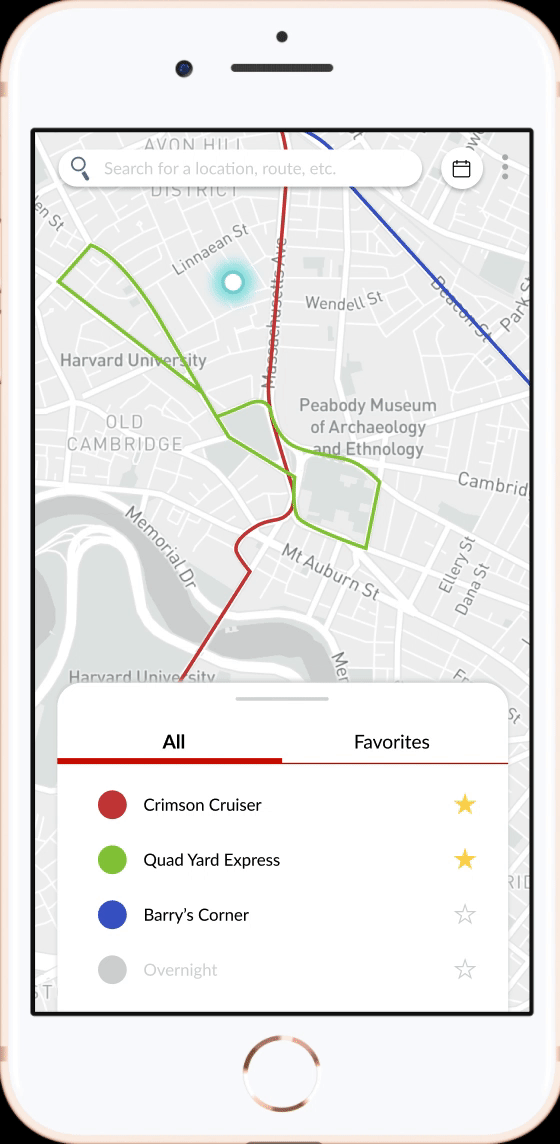 AVON HILL
Search for a location, route, etc.
DISTRICT
Linnaean St
Massachusetts Ave
Wendell St
Beacon St
Park St
Harvard University
Peabody Museum
of Archaeology
and Ethnology
OLD
CAMBRIDGE
Cambrid
Memorial Dr
Mt Auburn St
Ellery St
Dana St
Harvard University
Mer
All
Favorites
Crimson Cruiser
Quad Yard Express
Barry's Corner
Overnight